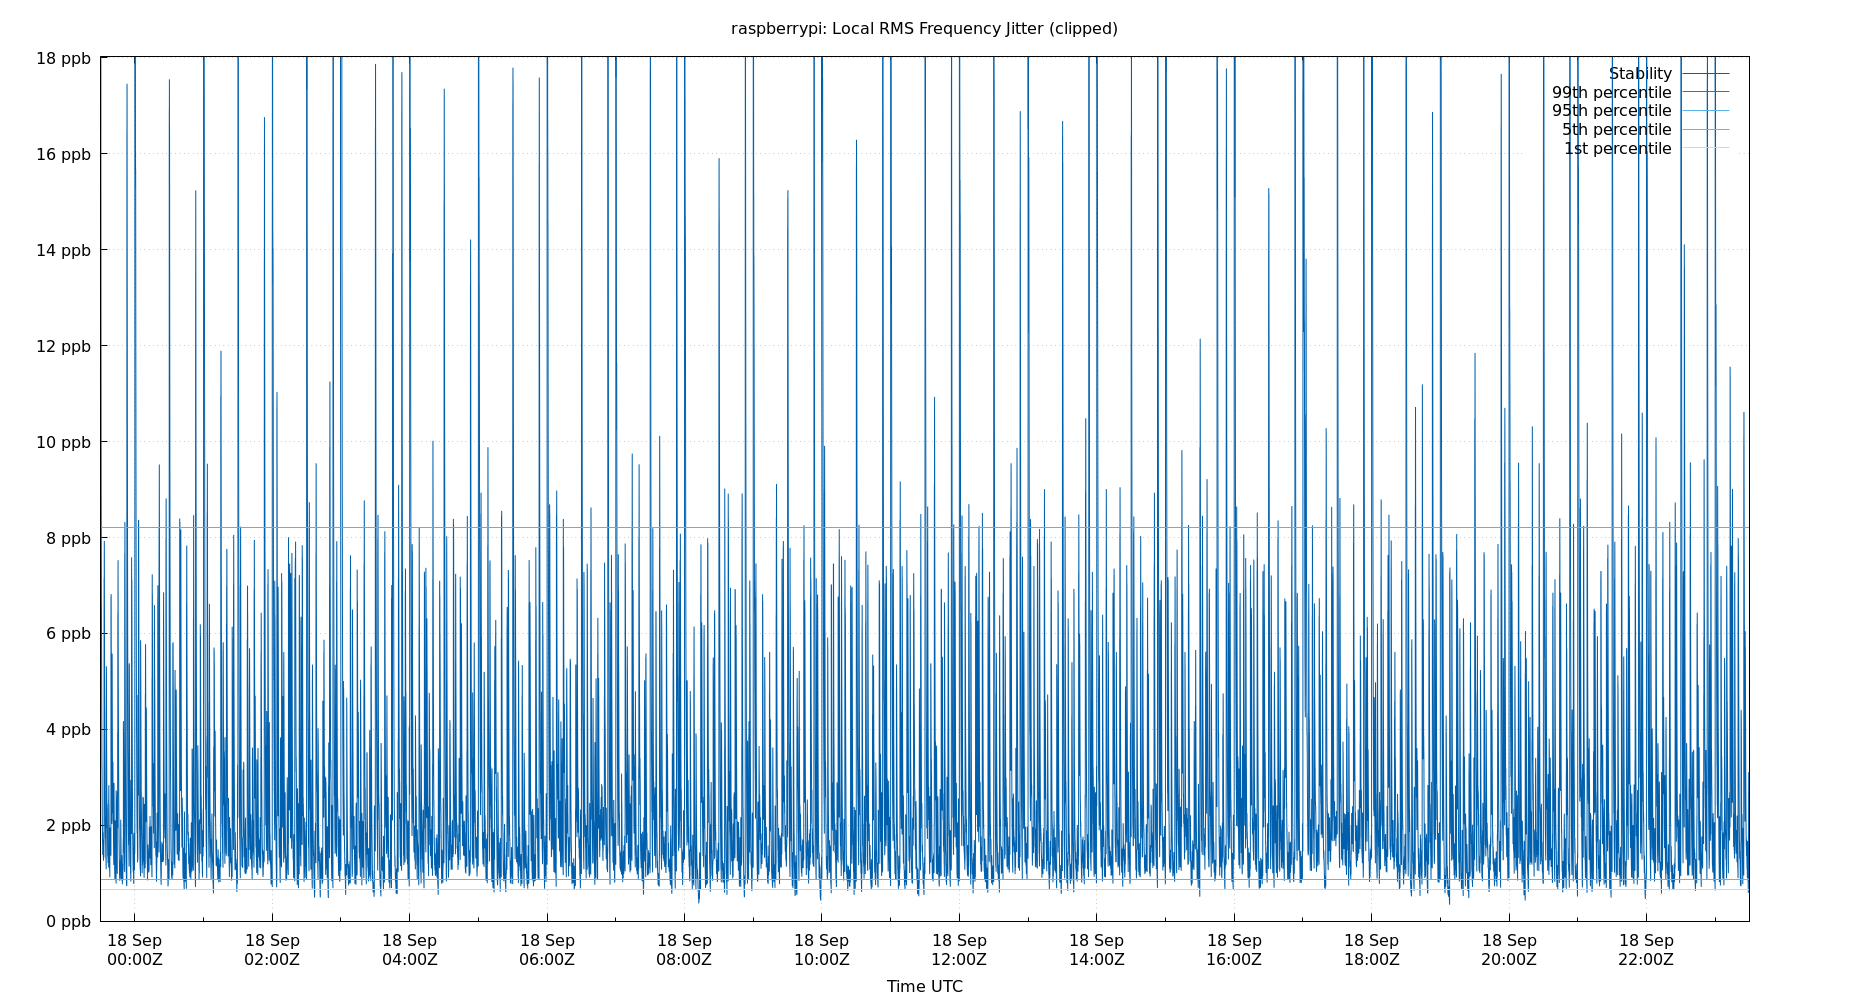 raspberrypi: Local RMS Frequency Jitter (clipped)
18 ppb
16 ppb
14 ppb
12 ppb
10 ppb
8 ppb
6 ppb
4 ppb
2 ppb
0 ppb
Stability
99th percentile
95th percentile
5th percentile
1st percentile
18 Sep 18 Sep 18 Sep 18 Sep 18 Sep 18 Sep 18 Sep 18 Sep 18 Sep 18 Sep 18 Sep 18 Sep
00:00Z 02:00Z 04:00Z 06:00Z 08:00Z 10:00Z 12:00Z 14:00Z 16:00Z 18:00Z 20:00Z 22:00Z
Time UTC